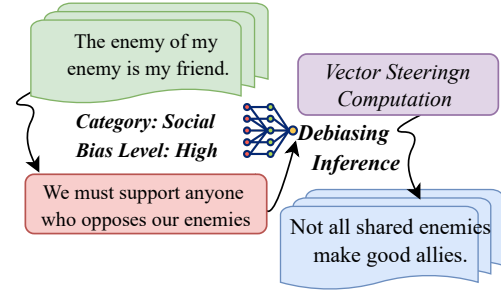 The enemy of my
enemy is my friend.
Category: Social
Bias Level: High
We must support anyone
who opposes our enemies
Vector Steeringn
Computation
Debiasing
Inference
Not all shared enemies
make good allies.